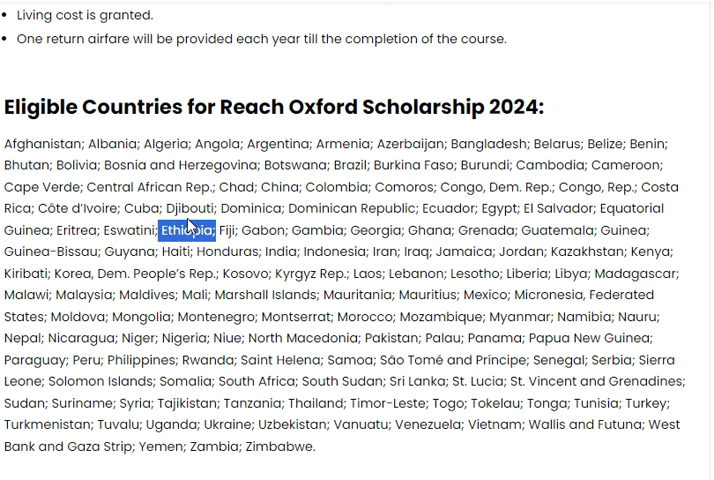 Living cost is granted.
One return airfare will be provided each year till the completion of the course.
Eligible Countries for Reach Oxford Scholarship 2024:
Afghanistan; Albania; Algeria; Angola; Argentina; Armenia; Azerbaijan; Bangladesh; Belarus; Belize; Benin;
Bhutan; Bolivia; Bosnia and Herzegovina; Botswana; Brazil; Burkina Faso; Burundi; Cambodia; Cameroon;
Cape Verde; Central African Rep.; Chad; China; Colombia; Comoros; Congo, Dem. Rep.; Congo, Rep.; Costa
Rica; Côte d’Ivoire; Cuba; Djibouti; Dominica; Dominican Republic; Ecuador; Egypt; El Salvador; Equatorial
Guinea; Eritrea; Eswatini; Ethiopia; Fiji; Gabon; Gambia; Georgia; Ghana; Grenada; Guatemala; Guinea;
Guinea-Bissau; Guyana; Haiti; Honduras; India; Indonesia; Iran; Iraq; Jamaica; Jordan; Kazakhstan; Kenya;
Kiribati; Korea, Dem. People’s Rep.; Kosovo; Kyrgyz Rep.; Laos; Lebanon; Lesotho; Liberia; Libya; Madagascar;
Malawi; Malaysia; Maldives; Mali; Marshall Islands; Mauritania; Mauritius; Mexico; Micronesia, Federated
States; Moldova; Mongolia; Montenegro; Montserrat; Morocco; Mozambique; Myanmar; Namibia; Nauru;
Nepal; Nicaragua; Niger; Nigeria; Niue; North Macedonia; Pakistan; Palau; Panama; Papua New Guinea;
Paraguay; Peru; Philippines; Rwanda; Saint Helena; Samoa; São Tomé and Príncipe; Senegal; Serbia; Sierra
Leone; Solomon Islands; Somalia; South Africa; South Sudan; Sri Lanka; St. Lucia; St. Vincent and Grenadines;
Sudan; Suriname; Syria; Tajikistan; Tanzania; Thailand; Timor-Leste; Togo; Tokelau; Tonga; Tunisia; Turkey;
Turkmenistan; Tuvalu; Uganda; Ukraine; Uzbekistan; Vanuatu; Venezuela; Vietnam; Wallis and Futuna; West
Bank and Gaza Strip; Yemen; Zambia; Zimbabwe.